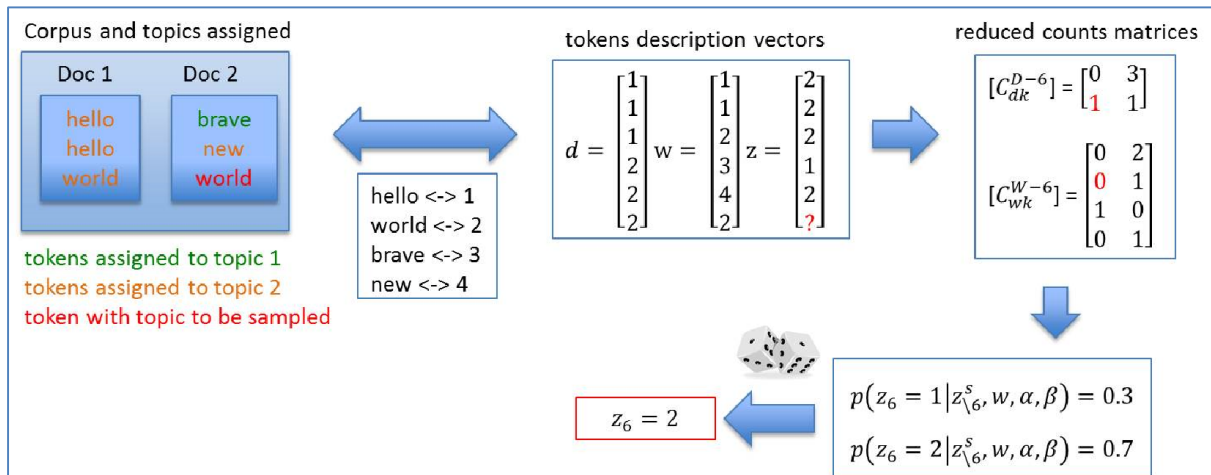 Corpus and topics assigned
Doc 1
Doc 2
hello
hello
world
brave
new
world
tokens assigned to topic 1
tokens assigned to topic 2
token with topic to be sampled
hello <-> 1
world <-> 2
brave <-> 3
new <-> 4
tokens description vectors
d = [1 1 1 2 2 2] w = [1 1 2 3 4 2] z = [2 2 2 1 2 ?]
reduced counts matrices
[C_{dk}^{D-6}] = [0 3
1 1]
[C_{wk}^{W-6}] = [0 2
0 1
1 0
0 1]
p(z_6 = 1|z^s_{\6}, w, α, β) = 0.3
p(z_6 = 2|z^s_{\6}, w, α, β) = 0.7
z_6 = 2